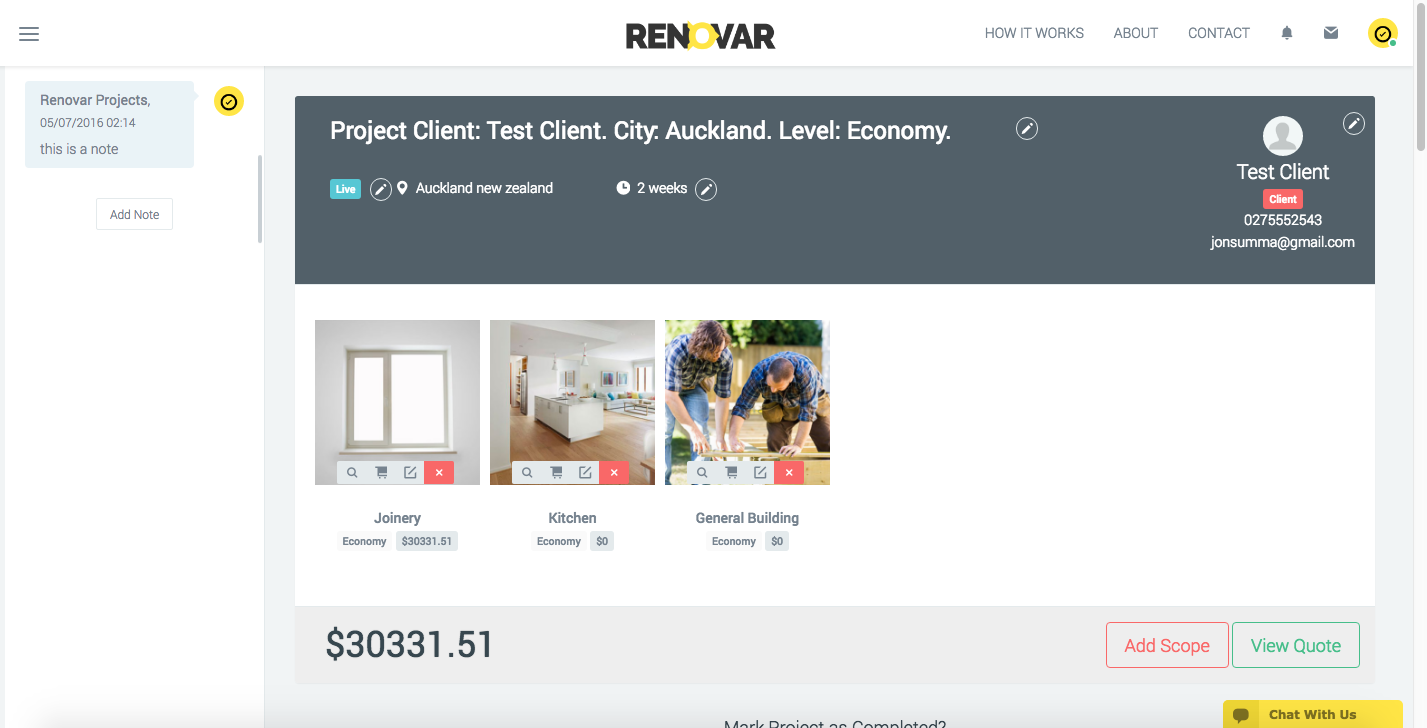 RENOVAR
HOW IT WORKS
ABOUT
CONTACT
Renovar Projects,
05/07/2016 02:14
this is a note
Add Note
Project Client: Test Client. City: Auckland. Level: Economy.
Live
Auckland new zealand
2 weeks
Test Client
Client
0275552543
jonsumma@gmail.com
Joinery
Economy $30331.51
Kitchen
Economy $0
General Building
Economy $0
$30331.51
Add Scope
View Quote
Mark Project as Completed?
Chat With Us